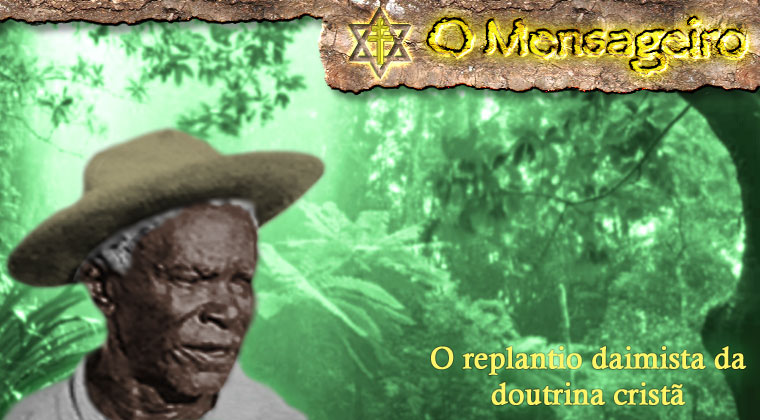 O Mensageiro
O replantio daimista da
doutrina cristã